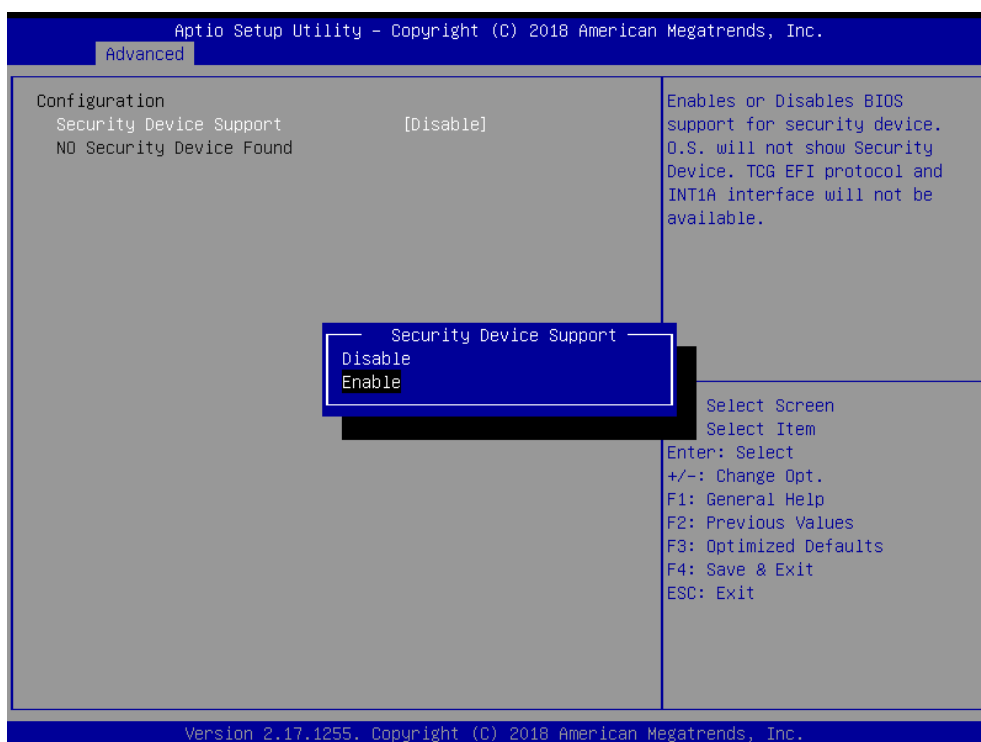 Aptio Setup Utility – Copyright (C) 2018 American Megatrends, Inc.
Advanced
Configuration
Security Device Support [Disable]
NO Security Device Found
Enables or Disables BIOS
support for security device.
O.S. will not show Security
Device. TCG EFI protocol and
INT1A interface will not be
available.
Security Device Support
Disable
Enable
Select Screen
Select Item
Enter: Select
+/-: Change Opt.
F1: General Help
F2: Previous Values
F3: Optimized Defaults
F4: Save & Exit
ESC: Exit
Version 2.17.1255. Copyright (C) 2018 American Megatrends, Inc.